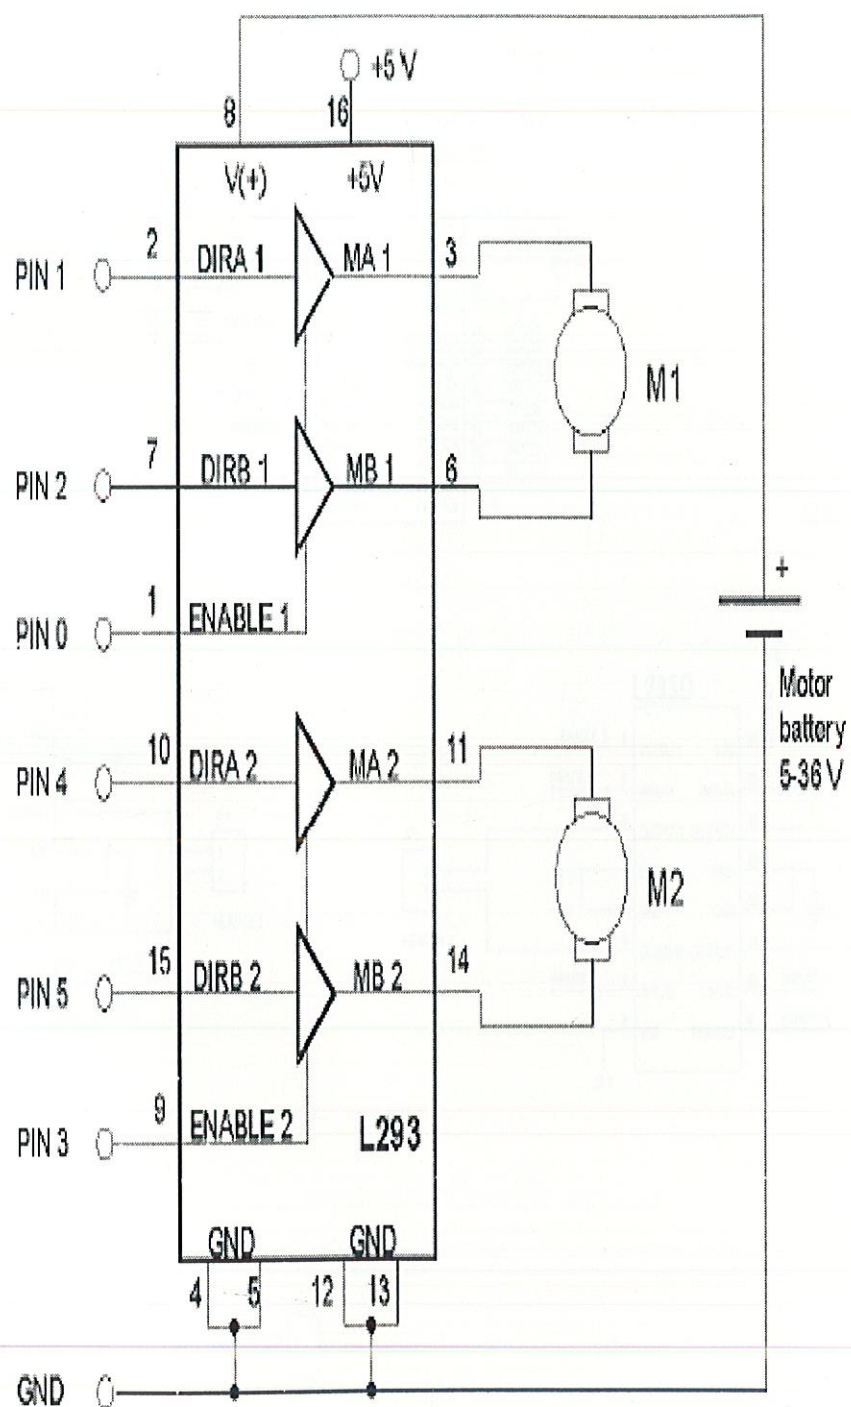 +5V
8
16
V(+)
+5V
PIN 1
2
DIRA 1
MA 1
3
M1
PIN 2
7
DIRB 1
MB 1
6
PIN 0
1
ENABLE 1
+
Motor
battery
5-36 V
PIN 4
10
DIRA 2
MA 2
11
M2
PIN 5
15
DIRB 2
MB 2
14
PIN 3
9
ENABLE 2
L293
GND
GND
4
5
12
13
GND